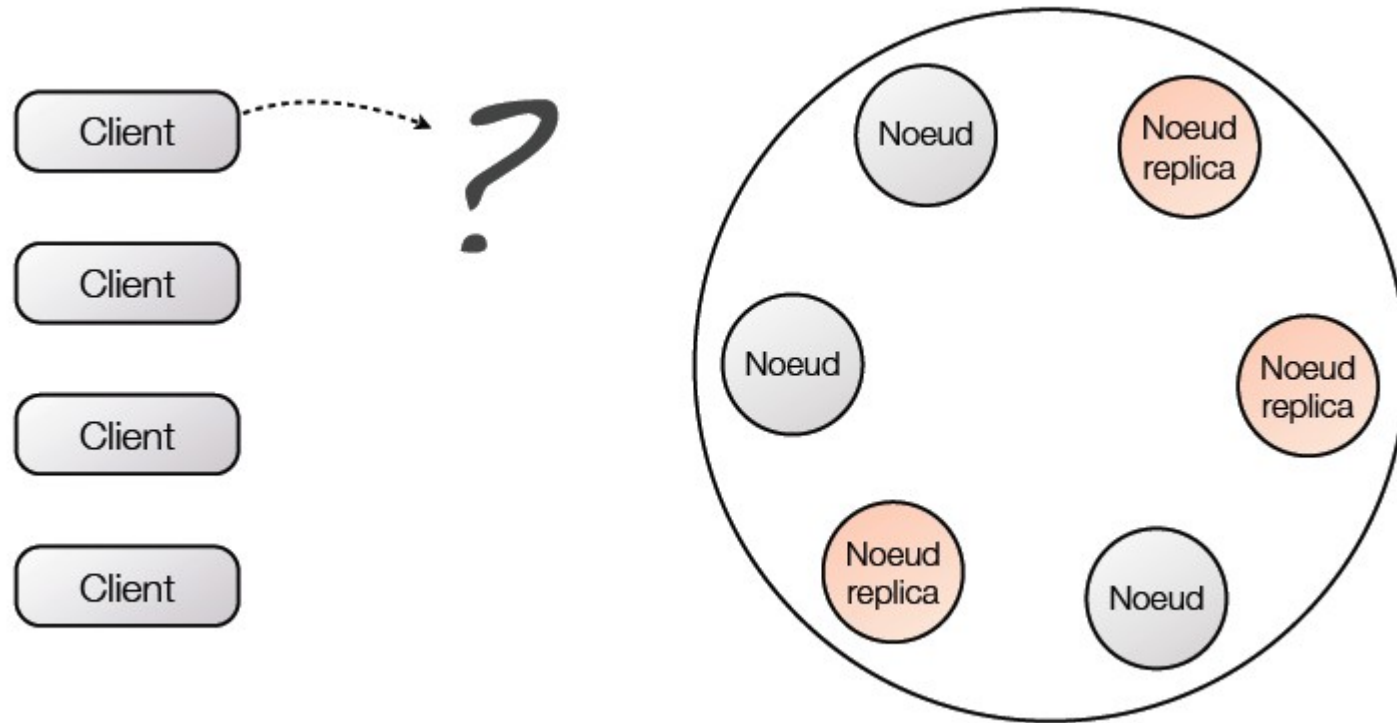 Client
Client
Client
Client
?
Noeud
Noeud
replica
Noeud
Noeud
replica
Noeud
replica
Noeud